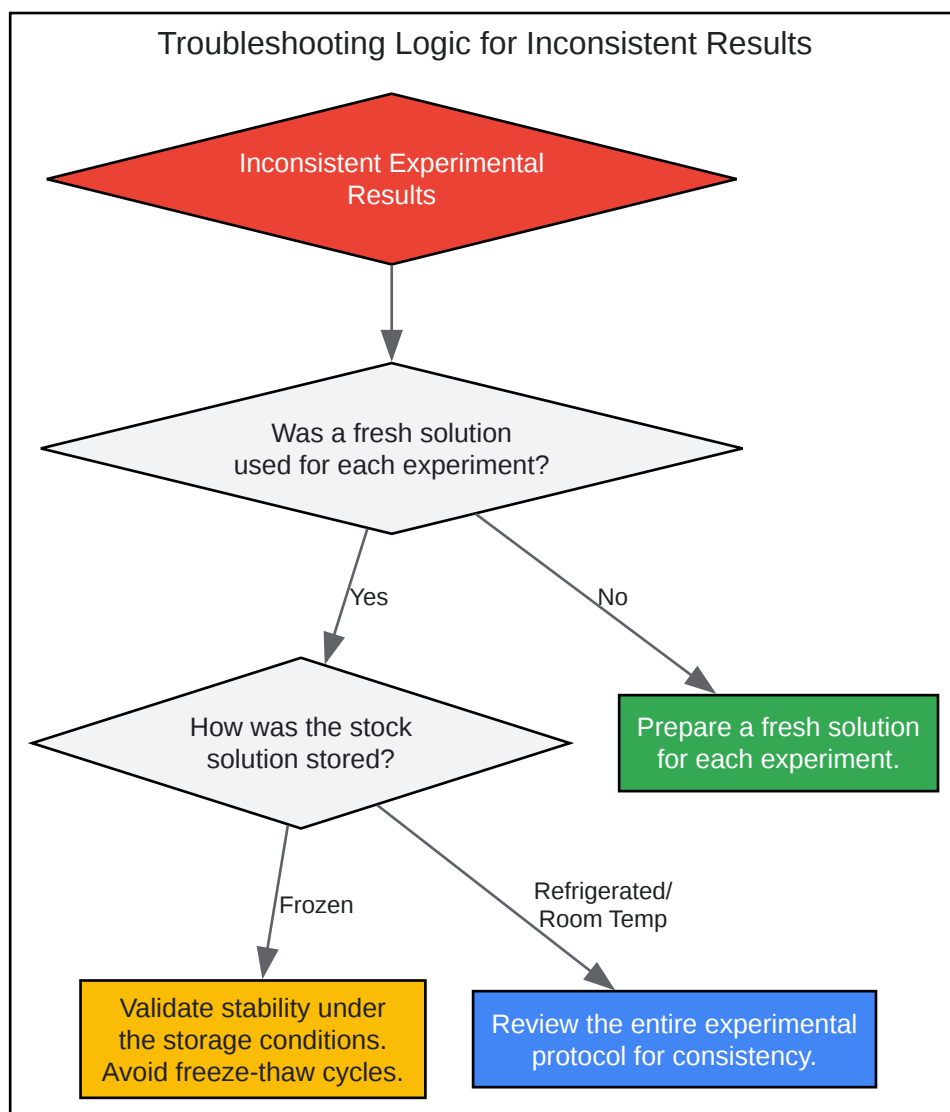 Troubleshooting Logic for Inconsistent Results
Inconsistent Experimental
Results
Was a fresh solution
used for each experiment?
Yes
No
How was the stock
solution stored?
Prepare a fresh solution
for each experiment.
Frozen
Refrigerated/
Room Temp
Validate stability under
the storage conditions.
Avoid freeze-thaw cycles.
Review the entire experimental
protocol for consistency.